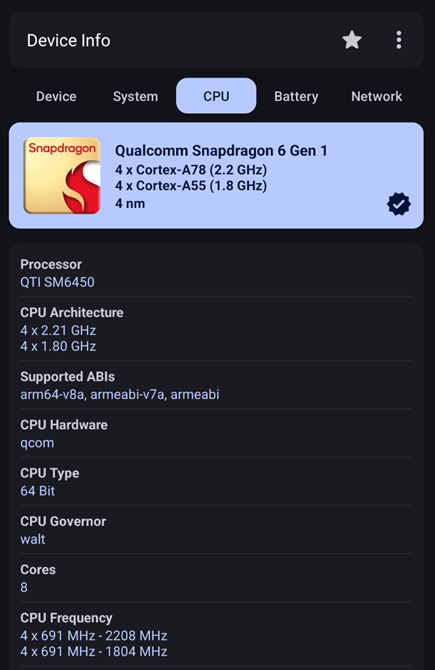 Device Info
Device System CPU Battery Network
Snapdragon
Qualcomm Snapdragon 6 Gen 1
4 x Cortex-A78 (2.2 GHz)
4 x Cortex-A55 (1.8 GHz)
4 nm
Processor
QTI SM6450
CPU Architecture
4 x 2.21 GHz
4 x 1.80 GHz
Supported ABIs
arm64-v8a, armeabi-v7a, armeabi
CPU Hardware
qcom
CPU Type
64 Bit
CPU Governor
walt
Cores
8
CPU Frequency
4 x 691 MHz - 2208 MHz
4 x 691 MHz - 1804 MHz